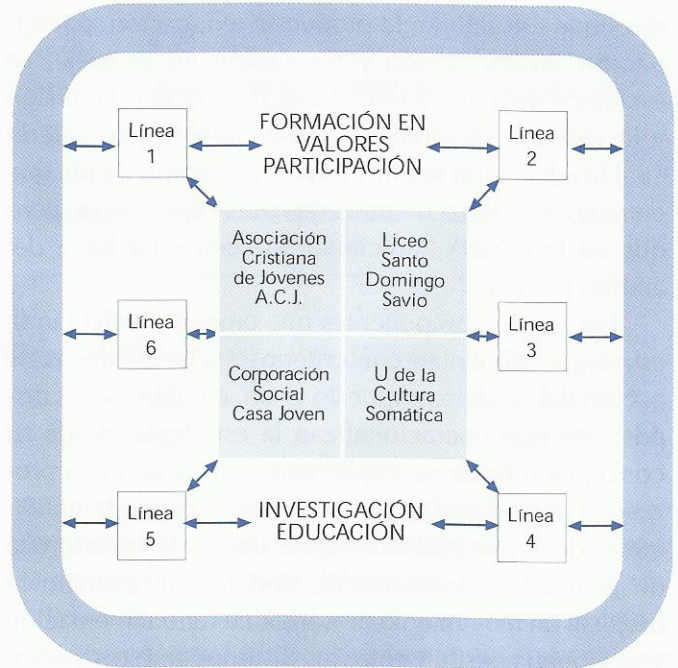 FORMACIÓN EN
VALORES
PARTICIPACIÓN
Línea
1
Línea
2
Asociación
Cristiana
de Jóvenes
A.C.J.
Liceo
Santo
Domingo
Savio
Línea
6
Línea
3
Corporación
Social
Casa Joven
U de la
Cultura
Somática
Línea
5
INVESTIGACIÓN
EDUCACIÓN
Línea
4